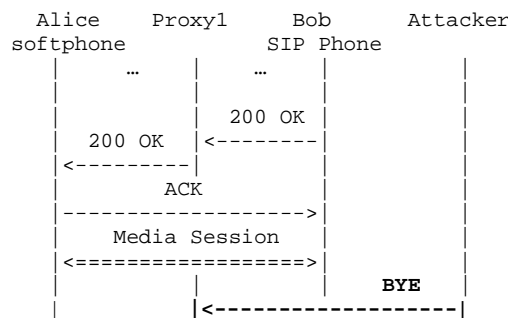 Alice Proxy1 Bob Attacker
softphone SIP Phone
… …
200 OK
200 OK
ACK
Media Session
BYE